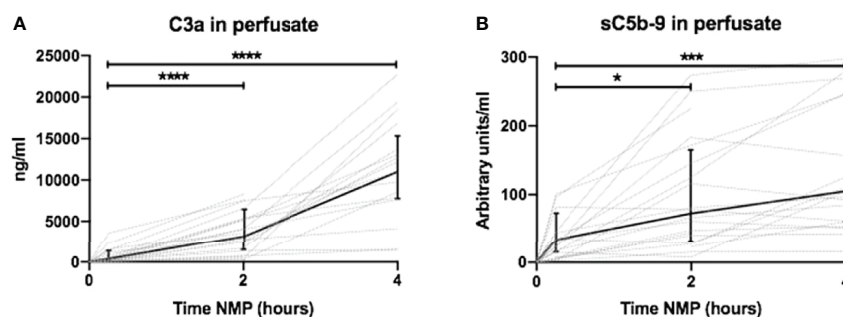 A
C3a in perfusate
ng/ml
25000
20000
15000
10000
5000
0
****
****
0
2
4
Time NMP (hours)
B
sC5b-9 in perfusate
Arbitrary units/ml
300
200
100
0
***
*
0
2
4
Time NMP (hours)